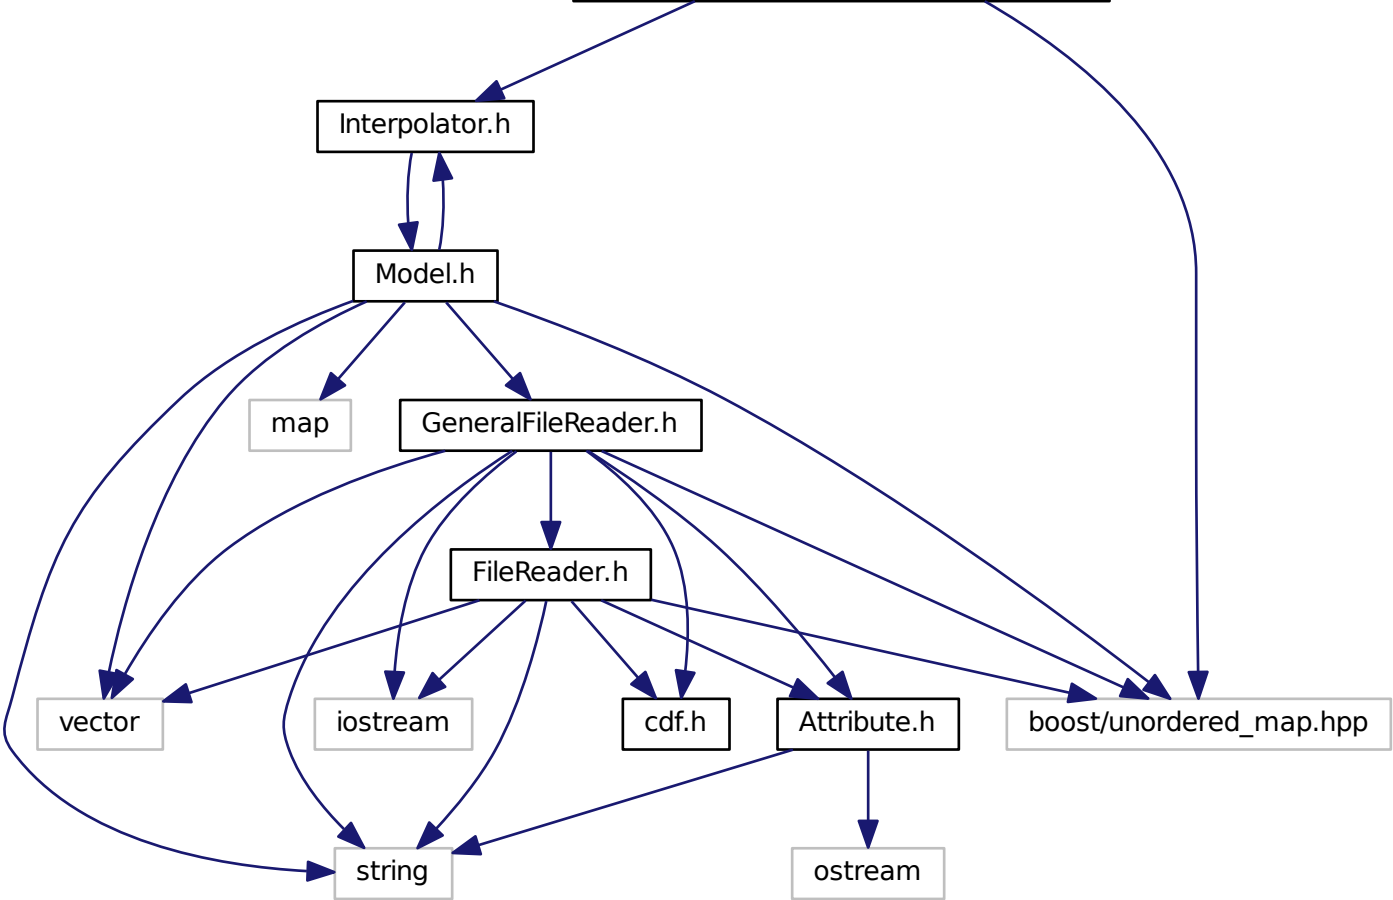 Interpolator.h
Model.h
map
GeneralFileReader.h
FileReader.h
vector
iostream
cdf.h
Attribute.h
boost/unordered_map.hpp
string
ostream